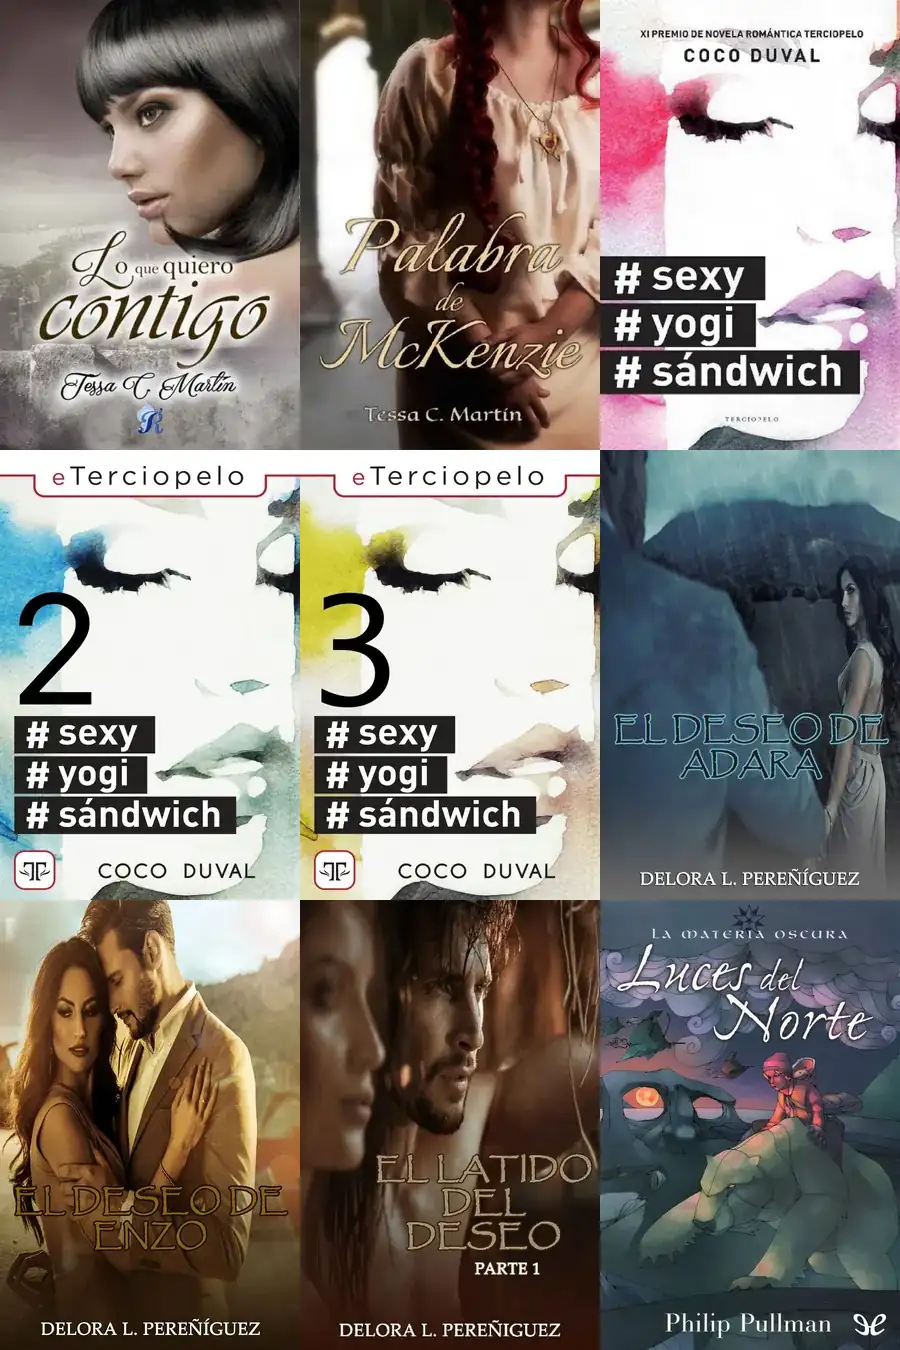 Lo que quiero
contigo
Tessa C. Martín
R
Palabra
de
McKenzie
Tessa C. Martín
XI PREMIO DE NOVELA ROMÁNTICA TERCIOPELO
COCO DUVAL
# sexy
# yogi
# sándwich
TERCIOPELO
eTerciopelo
2
# sexy
# yogi
# sándwich
COCO DUVAL
eTerciopelo
3
# sexy
# yogi
# sándwich
COCO DUVAL
EL DESEO DE
ADARA
DELORA L. PEREÑÍGUEZ
EL DESEO DE
ENZO
DELORA L. PEREÑÍGUEZ
EL LATIDO
DEL
DESEO
PARTE 1
DELORA L. PEREÑIGUEZ
LA MATERIA OSCURA
Luces del
Norte
Philip Pullman